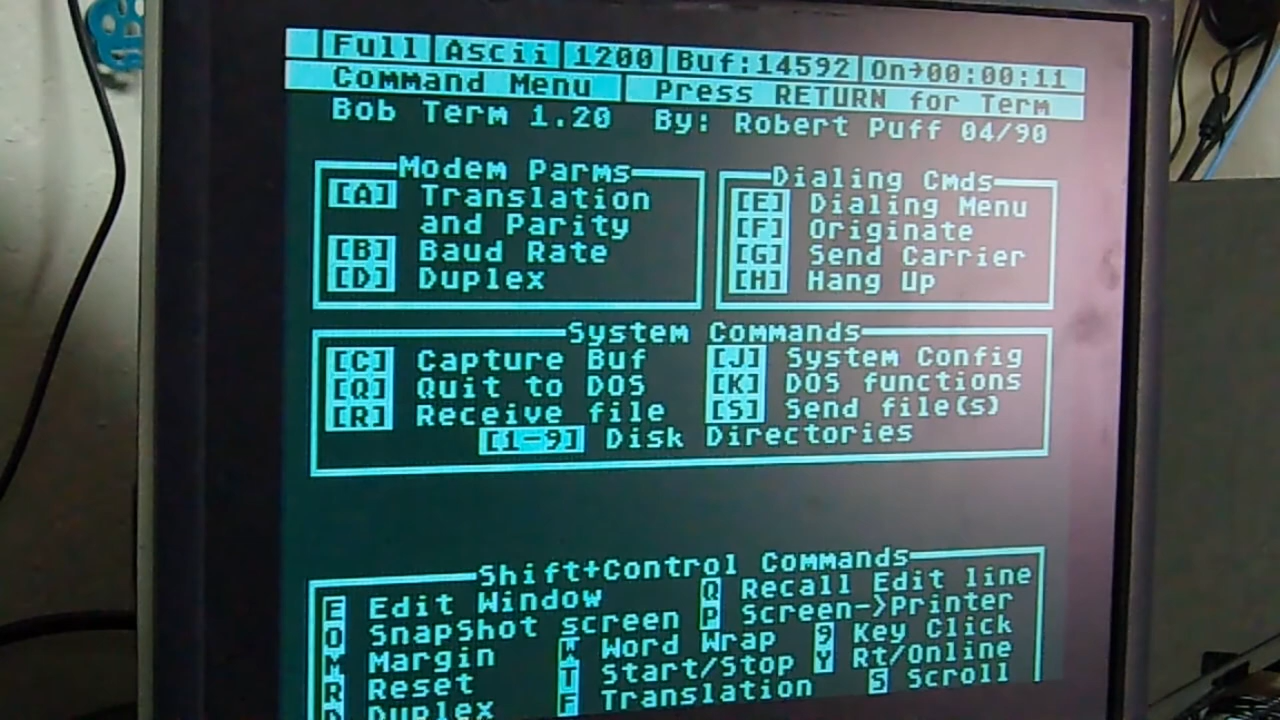 Full Ascii 1200 Buf:14592 On→00:00:11
Command Menu Press RETURN for Term
Bob Term 1.20 By: Robert Puff 04/90
Modem Parms
[A] Translation
and Parity
[B] Baud Rate
[D] Duplex
Dialing Cmds
[E] Dialing Menu
[F] Originate
[G] Send Carrier
[H] Hang Up
System Commands
[C] Capture Buf [J] System Config
[Q] Quit to DOS [K] DOS functions
[R] Receive file [S] Send file(s)
[1-9] Disk Directories
Shift+Control Commands
E Edit Window Q Recall Edit line
O SnapShot screen P Screen->Printer
M Margin Word Wrap Key Click
R Reset Start/Stop Y Rt/Online
Duplex F Translation S Scroll